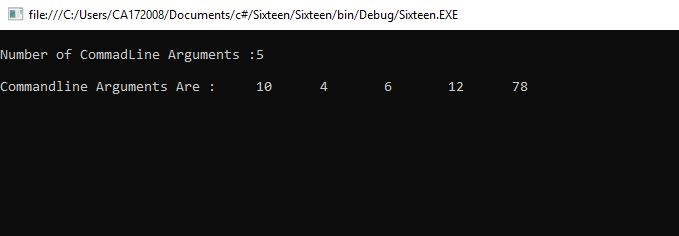 file:///C:/Users/CA172008/Documents/c#/Sixteen/Sixteen/bin/Debug/Sixteen.EXE
Number of CommadLine Arguments :5
Commandline Arguments Are :     10      4       6       12      78